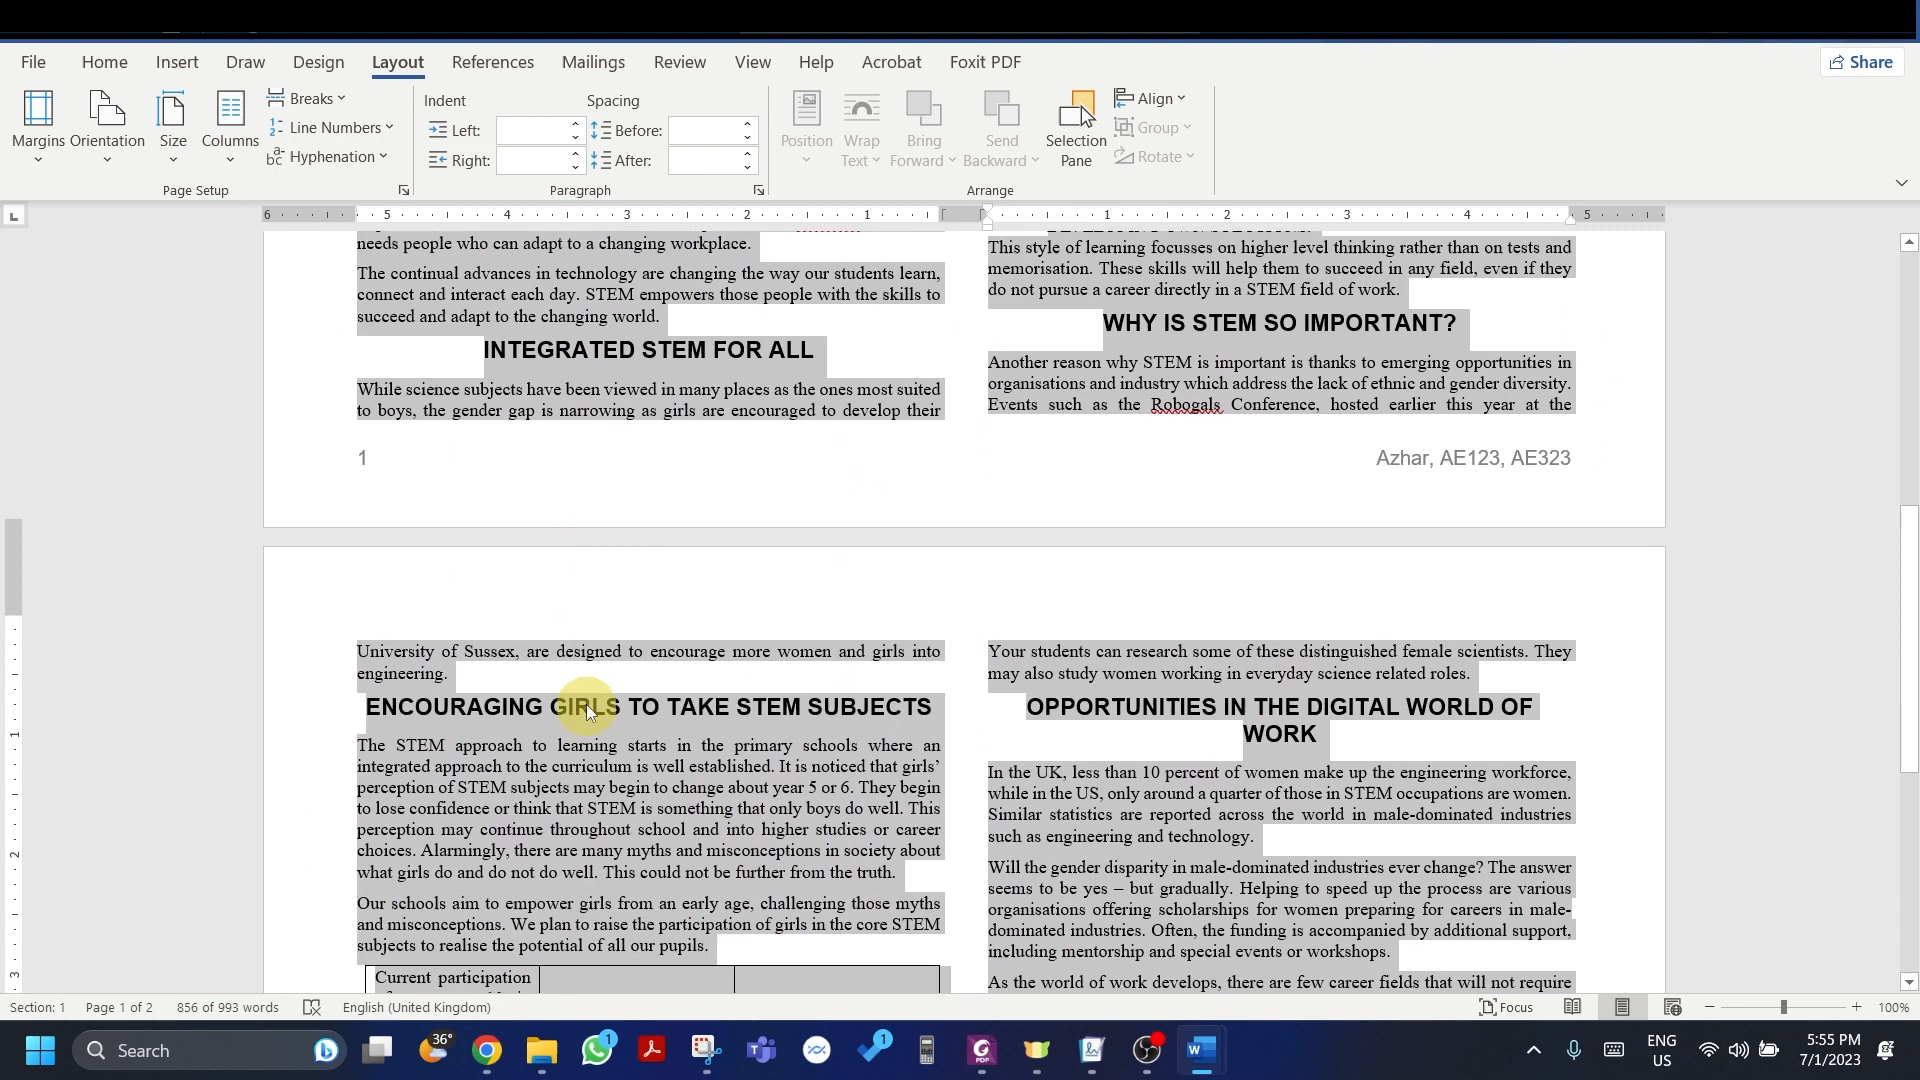 File Home Insert Draw Design Layout References Mailings Review View Help Acrobat Foxit PDF Share
Margins Orientation Size Columns Breaks Line Numbers Hyphenation
Page Setup
Indent Spacing
Left: Before:
Right: After:
Paragraph
Position Wrap Text Bring Forward Send Backward Selection Pane Align Group Rotate
Arrange
6 5 4 3 2 1 1 2 3 4 5
needs people who can adapt to a changing workplace.
The continual advances in technology are changing the way our students learn,
connect and interact each day. STEM empowers those people with the skills to
succeed and adapt to the changing world.
INTEGRATED STEM FOR ALL
While science subjects have been viewed in many places as the ones most suited
to boys, the gender gap is narrowing as girls are encouraged to develop their
This style of learning focusses on higher level thinking rather than on tests and
memorisation. These skills will help them to succeed in any field, even if they
do not pursue a career directly in a STEM field of work.
WHY IS STEM SO IMPORTANT?
Another reason why STEM is important is thanks to emerging opportunities in
organisations and industry which address the lack of ethnic and gender diversity.
Events such as the Robogals Conference, hosted earlier this year at the
1
Azhar, AE123, AE323
University of Sussex, are designed to encourage more women and girls into
engineering.
ENCOURAGING GIRLS TO TAKE STEM SUBJECTS
The STEM approach to learning starts in the primary schools where an
integrated approach to the curriculum is well established. It is noticed that girls’
perception of STEM subjects may begin to change about year 5 or 6. They begin
to lose confidence or think that STEM is something that only boys do well. This
perception may continue throughout school and into higher studies or career
choices. Alarmingly, there are many myths and misconceptions in society about
what girls do and do not do well. This could not be further from the truth.
Our schools aim to empower girls from an early age, challenging those myths
and misconceptions. We plan to raise the participation of girls in the core STEM
subjects to realise the potential of all our pupils.
Current participation
Your students can research some of these distinguished female scientists. They
may also study women working in everyday science related roles.
OPPORTUNITIES IN THE DIGITAL WORLD OF
WORK
In the UK, less than 10 percent of women make up the engineering workforce,
while in the US, only around a quarter of those in STEM occupations are women.
Similar statistics are reported across the world in male-dominated industries
such as engineering and technology.
Will the gender disparity in male-dominated industries ever change? The answer
seems to be yes – but gradually. Helping to speed up the process are various
organisations offering scholarships for women preparing for careers in male-
dominated industries. Often, the funding is accompanied by additional support,
including mentorship and special events or workshops.
As the world of work develops, there are few career fields that will not require
1
2
3
Section: 1 Page 1 of 2 856 of 993 words English (United Kingdom) Focus 100%
Search 36° 1 1 ENG
US
5:55 PM
7/1/2023